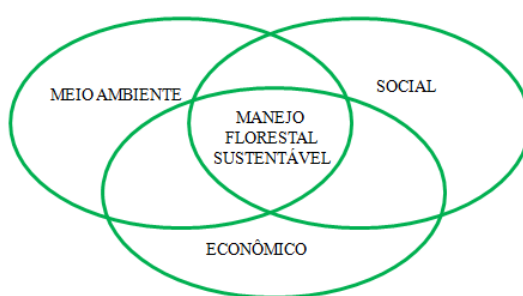 MEIO AMBIENTE
SOCIAL
MANEJO
FLORESTAL
SUSTENTÁVEL
ECONÔMICO